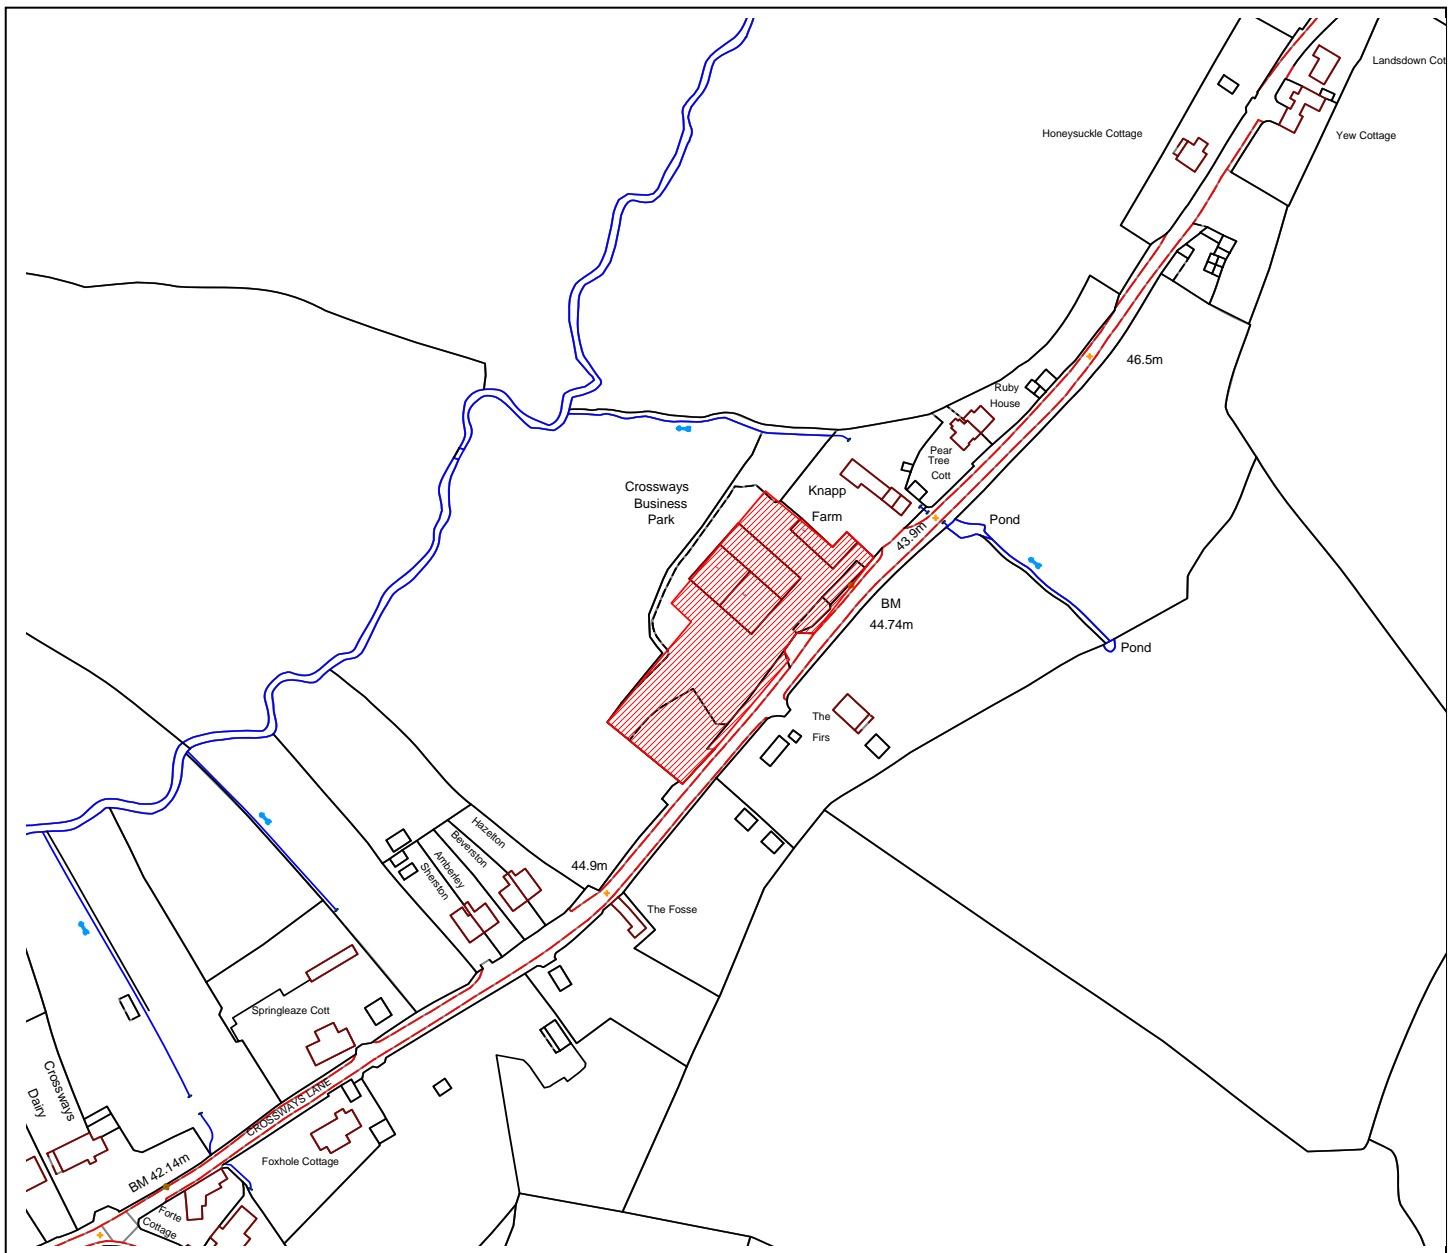 Landsdown Cot
Honeysuckle Cottage
Yew Cottage
46.5m
Ruby
House
Pear
Tree
Cott
Crossways
Business
Park
Knapp
Farm
43.9m
Pond
BM
44.74m
Pond
The
Firs
Hazelton
Beverston
Amberley
Sherston
44.9m
The Fosse
Springleaze Cott
Crossways
Dairy
CROSSWAYS LANE
Foxhole Cottage
BM 42.14m
Forte
Cottage